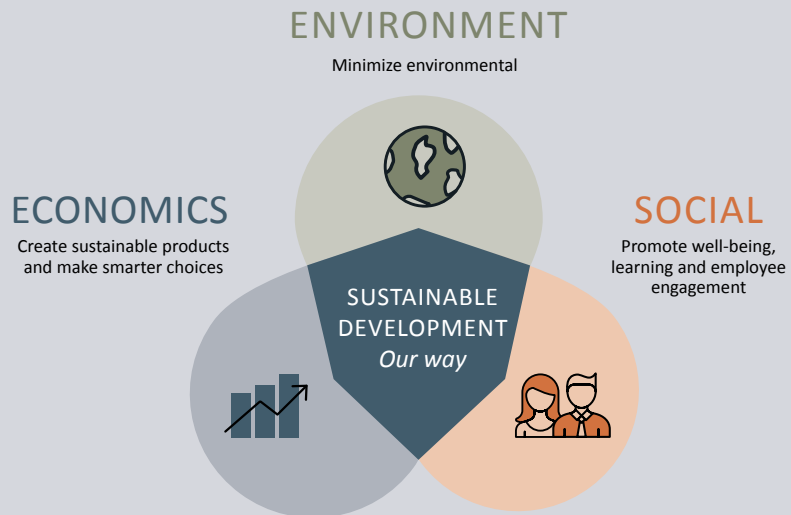 ENVIRONMENT
Minimize environmental
ECONOMICS
Create sustainable products
and make smarter choices
SOCIAL
Promote well-being,
learning and employee
engagement
SUSTAINABLE
DEVELOPMENT
Our way